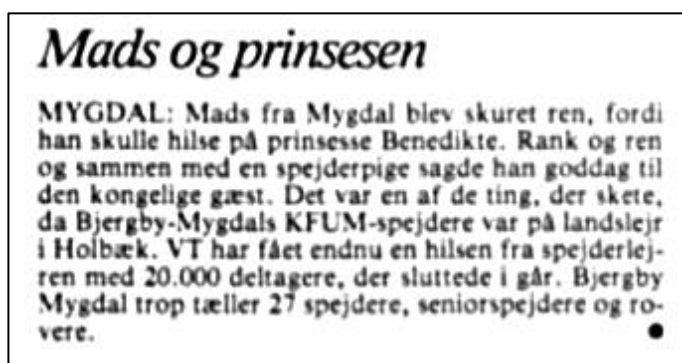 Mads og prinsesen
MYGDAL: Mads fra Mygdal blev skuret ren, fordi
han skulle hilse på prinsesse Benedikte. Rank og ren
og sammen med en spejderpige sagde han goddag til
den kongelige gæst. Det var en af de ting, der skete,
da Bjergby-Mygdals KFUM-spejdere var på landslejr
i Holbæk. VT har fået endnu en hilsen fra spejderlej-
ren med 20.000 deltagere, der sluttede i går. Bjergby
Mygdal trop tæller 27 spejdere, seniorspejdere og ro-
vere.